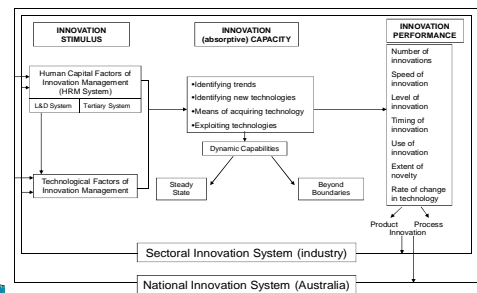 INNOVATION
STIMULUS
INNOVATION
(absorptive) CAPACITY
INNOVATION
PERFORMANCE
Human Capital Factors of
Innovation Management
(HRM System)
L&D System
Tertiary System
Technological Factors of
Innovation Management
•Identifying trends
•Identifying new technologies
•Means of acquiring technology
•Exploiting technologies
Dynamic Capabilities
Steady
State
Beyond
Boundaries
Number of
innovations
Speed of
innovation
Level of
innovation
Timing of
innovation
Use of
innovation
Extent of
novelty
Rate of change
in technology
Product Process
Innovation
Sectoral Innovation System (industry)
National Innovation System (Australia)